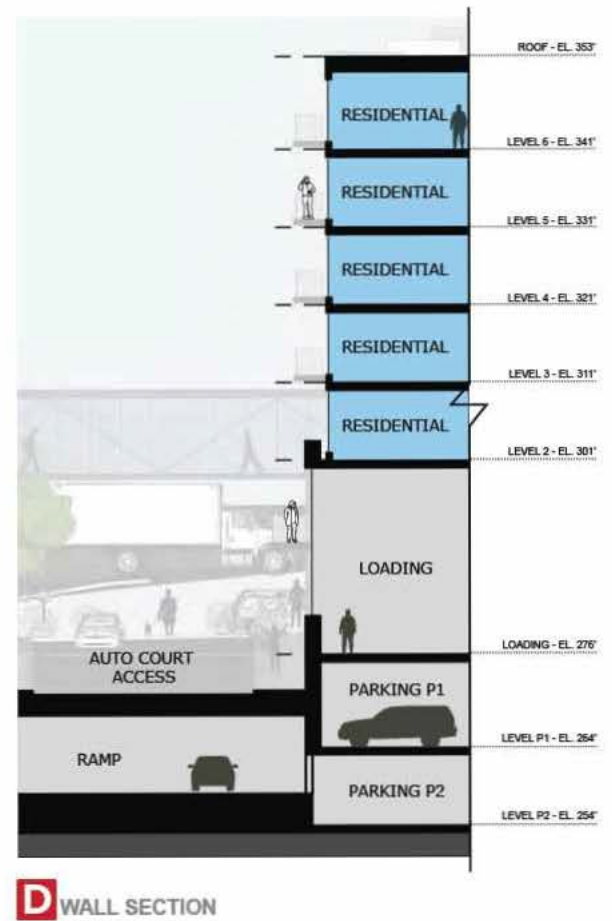 ROOF - EL. 353'
RESIDENTIAL
LEVEL 6 - EL. 341'
RESIDENTIAL
LEVEL 5 - EL. 331'
RESIDENTIAL
LEVEL 4 - EL. 321'
RESIDENTIAL
LEVEL 3 - EL. 311'
RESIDENTIAL
LEVEL 2 - EL. 301'
LOADING
LOADING - EL. 276'
AUTO COURT
ACCESS
PARKING P1
LEVEL P1 - EL. 264'
RAMP
PARKING P2
LEVEL P2 - EL. 254'
D WALL SECTION